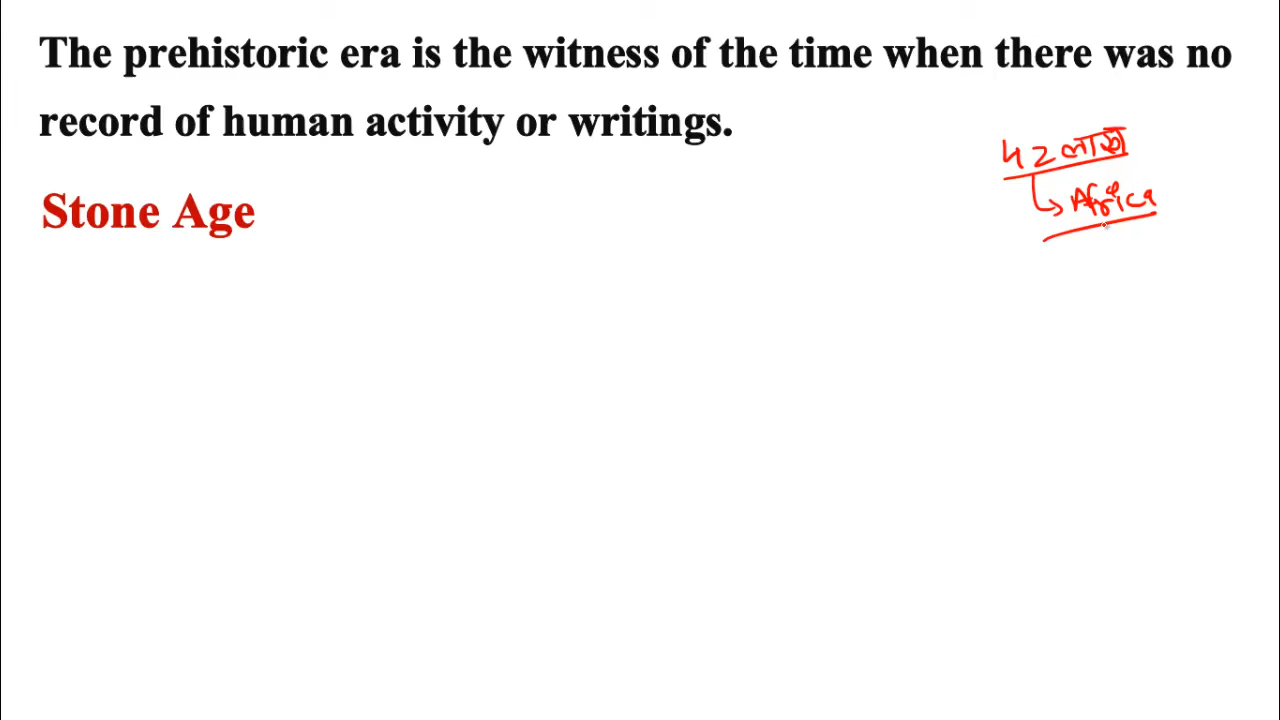 The prehistoric era is the witness of the time when there was no
record of human activity or writings.
42 लाख
Africa
Stone Age